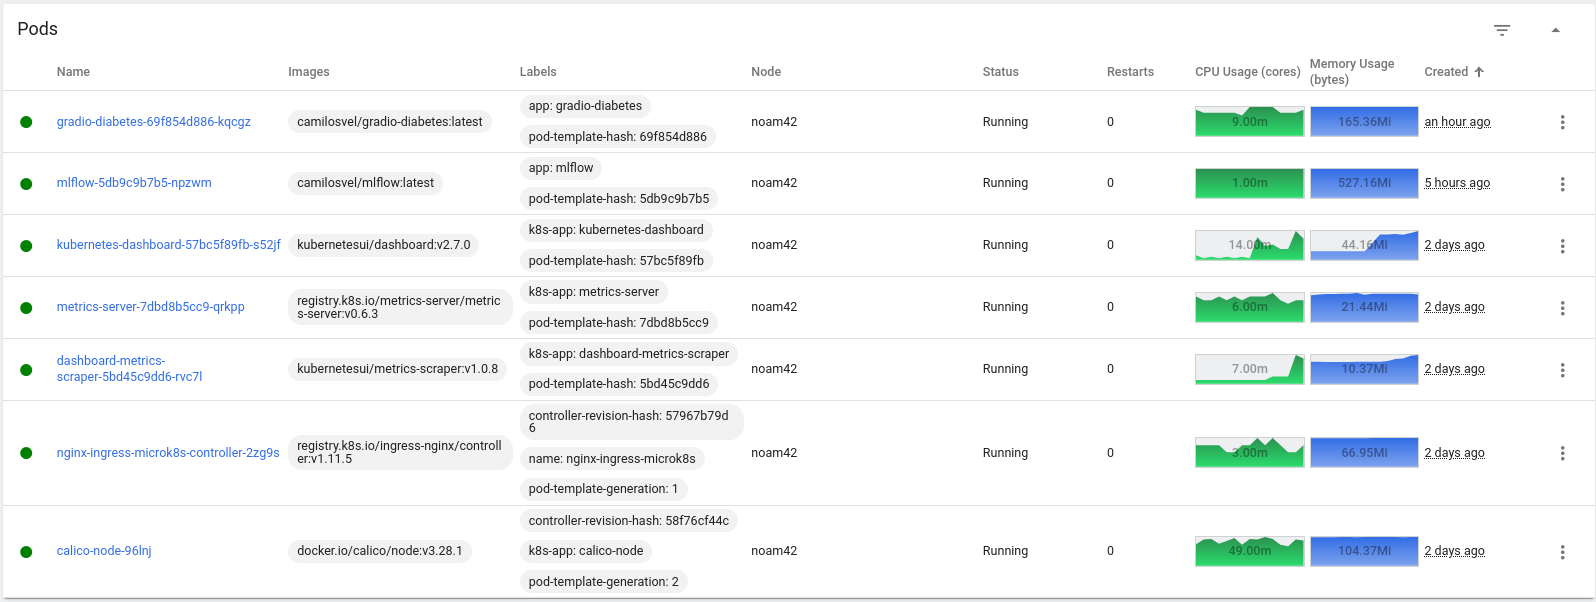 Pods
Name Images Labels Node Status Restarts CPU Usage (cores) Memory Usage (bytes) Created
gradio-diabetes-69f854d886-kqcgz camilosvel/gradio-diabetes:latest app: gradio-diabetes noam42 Running 0 9.00m 165.36Mi an hour ago
pod-template-hash: 69f854d886
mlflow-5db9c9b7b5-npzwm camilosvel/mlflow:latest app: mlflow noam42 Running 0 1.00m 527.16Mi 5 hours ago
pod-template-hash: 5db9c9b7b5
kubernetes-dashboard-57bc5f89fb-s52jf kubernetesui/dashboard:v2.7.0 k8s-app: kubernetes-dashboard noam42 Running 0 14.00m 44.16Mi 2 days ago
pod-template-hash: 57bc5f89fb
metrics-server-7dbd8b5cc9-qrkpp registry.k8s.io/metrics-server/metric
s-server:v0.6.3 k8s-app: metrics-server noam42 Running 0 6.00m 21.44Mi 2 days ago
pod-template-hash: 7dbd8b5cc9
dashboard-metrics-
scraper-5bd45c9dd6-rvc7l kubernetesui/metrics-scraper:v1.0.8 k8s-app: dashboard-metrics-scraper noam42 Running 0 7.00m 10.37Mi 2 days ago
pod-template-hash: 5bd45c9dd6
nginx-ingress-microk8s-controller-2zg9s registry.k8s.io/ingress-nginx/controll
er:v1.11.5 controller-revision-hash: 57967b79d
6
name: nginx-ingress-microk8s noam42 Running 0 3.00m 66.95Mi 2 days ago
pod-template-generation: 1
calico-node-96lnj docker.io/calico/node:v3.28.1 controller-revision-hash: 58f76cf44c
k8s-app: calico-node noam42 Running 0 49.00m 104.37Mi 2 days ago
pod-template-generation: 2